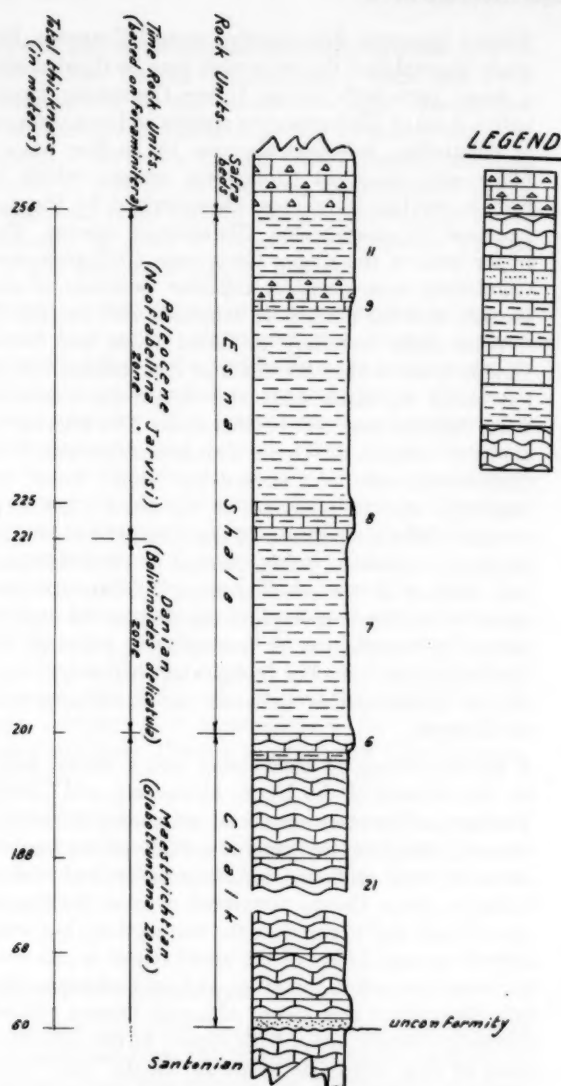 Rock Units.
Time - rock units
(based on foraminifera)
Total thickness
(in meters)
LEGEND
Safra
beds
256
11
9
Paleocene
(Neoflabellina jarvisi)
zone
Esna Shale
225
8
221
Danian
(Bolivinoides delicatula)
zone
7
201
6
Chalk
188
21
Maestrichtian
(Globotruncana zone)
68
60
unconformity
Santonian